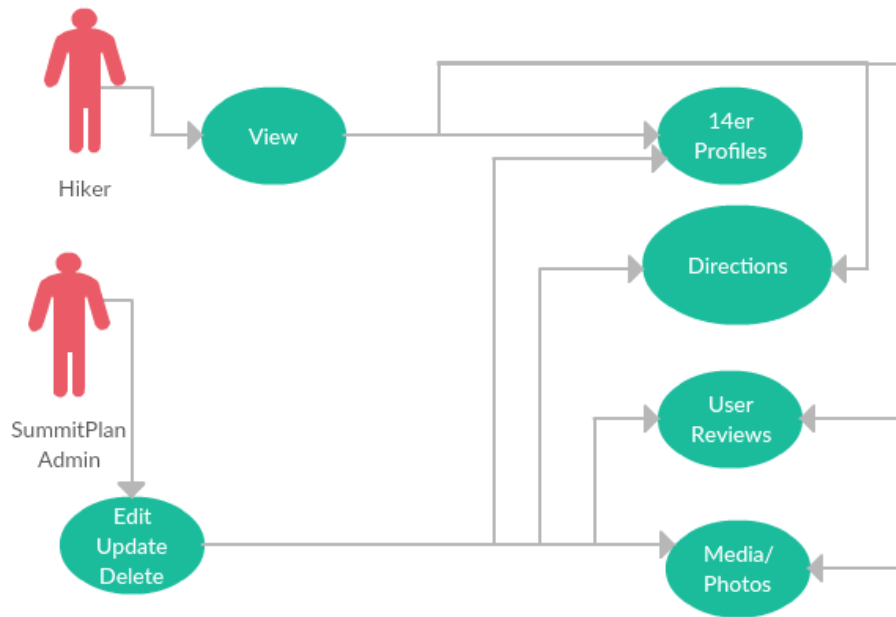 Hiker
View
14er
Profiles
Directions
SummitPlan
Admin
User
Reviews
Edit
Update
Delete
Media/
Photos